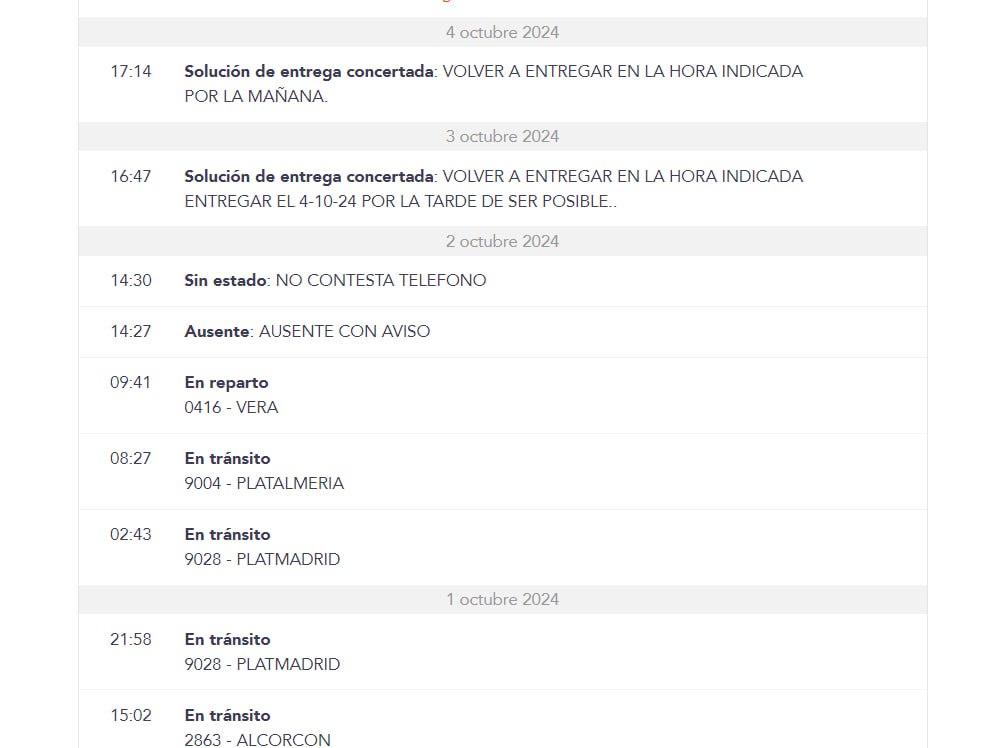 4 octubre 2024
17:14 Solución de entrega concertada: VOLVER A ENTREGAR EN LA HORA INDICADA
POR LA MAÑANA.
3 octubre 2024
16:47 Solución de entrega concertada: VOLVER A ENTREGAR EN LA HORA INDICADA
ENTREGAR EL 4-10-24 POR LA TARDE DE SER POSIBLE..
2 octubre 2024
14:30 Sin estado: NO CONTESTA TELEFONO
14:27 Ausente: AUSENTE CON AVISO
09:41 En reparto
0416 - VERA
08:27 En tránsito
9004 - PLATALMERIA
02:43 En tránsito
9028 - PLATMADRID
1 octubre 2024
21:58 En tránsito
9028 - PLATMADRID
15:02 En tránsito
2863 - ALCORCON